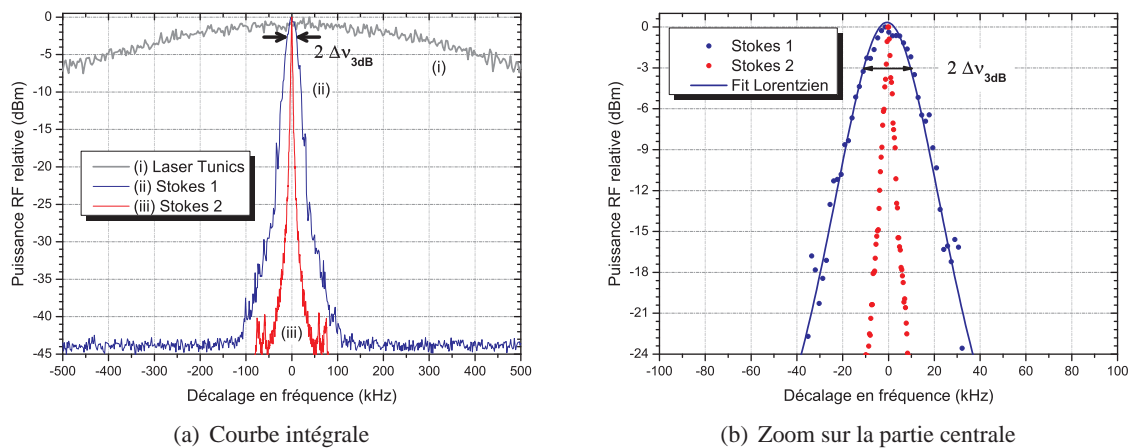 0
-5
-10
-15
-20
-25
-30
-35
-40
-45
Puissance RF relative (dBm)
2 Δν3dB
(i)
(ii)
(i) Laser Tunics
(ii) Stokes 1
(iii) Stokes 2
(iii)
-500 -400 -300 -200 -100 0 100 200 300 400 500
Décalage en fréquence (kHz)
(a) Courbe intégrale
0
-3
-6
-9
-12
-15
-18
-21
-24
Puissance RF relative (dBm)
Stokes 1
Stokes 2
Fit Lorentzien
2 Δν3dB
-100 -80 -60 -40 -20 0 20 40 60 80 100
Décalage en fréquence (kHz)
(b) Zoom sur la partie centrale